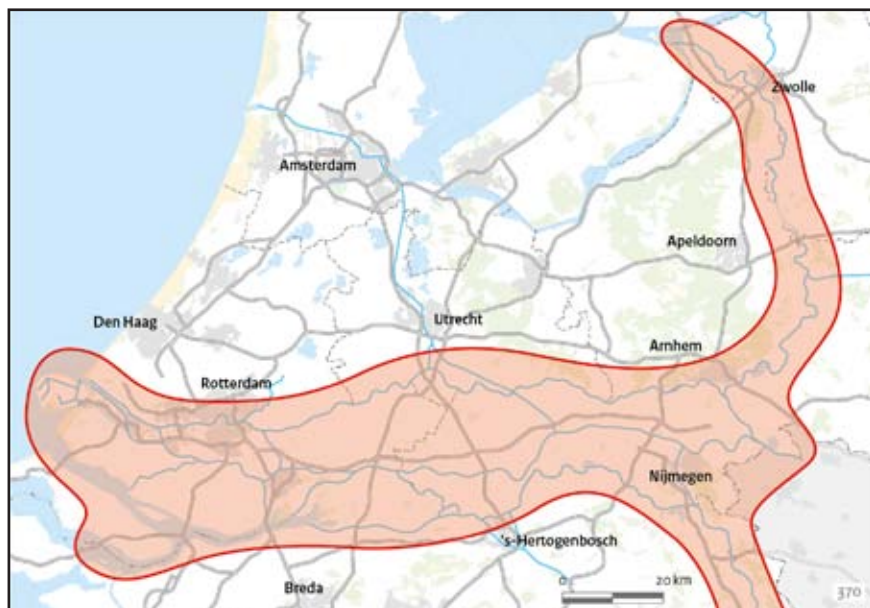 Zwolle
Amsterdam
Apeldoorn
Den Haag
Utrecht
Arnhem
Rotterdam
Nijmegen
's-Hertogenbosch
Breda
0 20 km
370